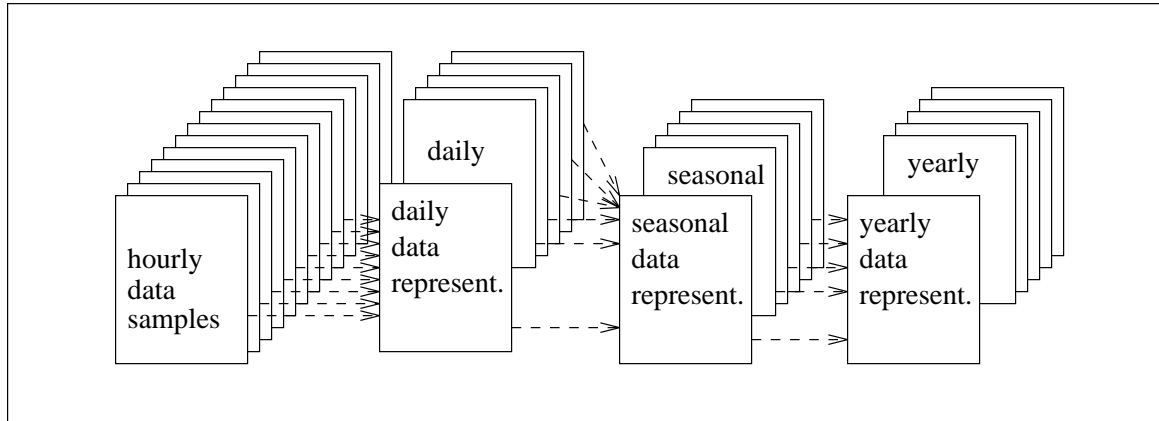 hourly
data
samples
daily
daily
data
represent.
seasonal
seasonal
data
represent.
yearly
yearly
data
represent.